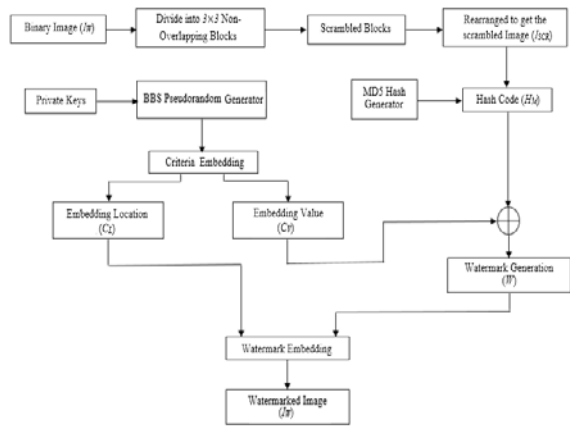 Binary Image (Iw)
Divide into 3×3 Non-
Overlapping Blocks
Scrambled Blocks
Rearranged to get the
scrambled Image (ISCR)
Private Keys
BBS Pseudorandom Generator
MD5 Hash
Generator
Hash Code (HM)
Criteria Embedding
Embedding Location
(CL)
Embedding Value
(CV)
Watermark Generation
(W)
Watermark Embedding
Watermarked Image
(IW)